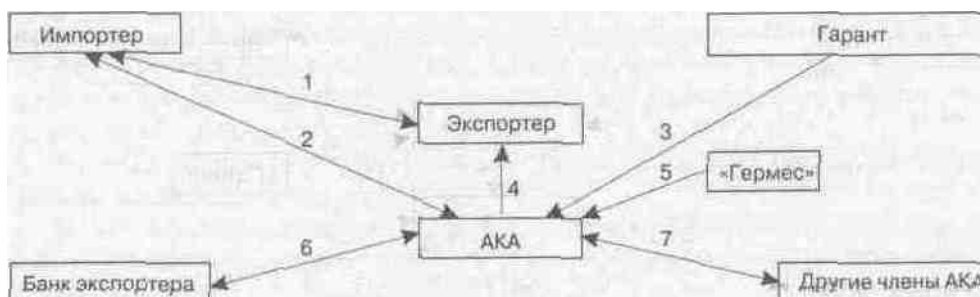 Импортер
Гарант
1
Экспортер
2
3
«Гермес»
4
5
АКА
6
7
Банк экспортера
Другие члены АКА